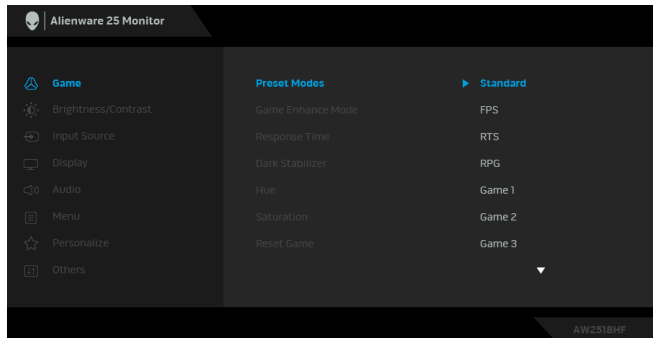 Alienware 25 Monitor
Game
Preset Modes
Standard
Brightness/Contrast
Game Enhance Mode
FPS
Input Source
Response Time
RTS
Display
Dark Stabilizer
RPG
Audio
Hue
Game 1
Menu
Saturation
Game 2
Personalize
Reset Game
Game 3
Others
AW2518HF